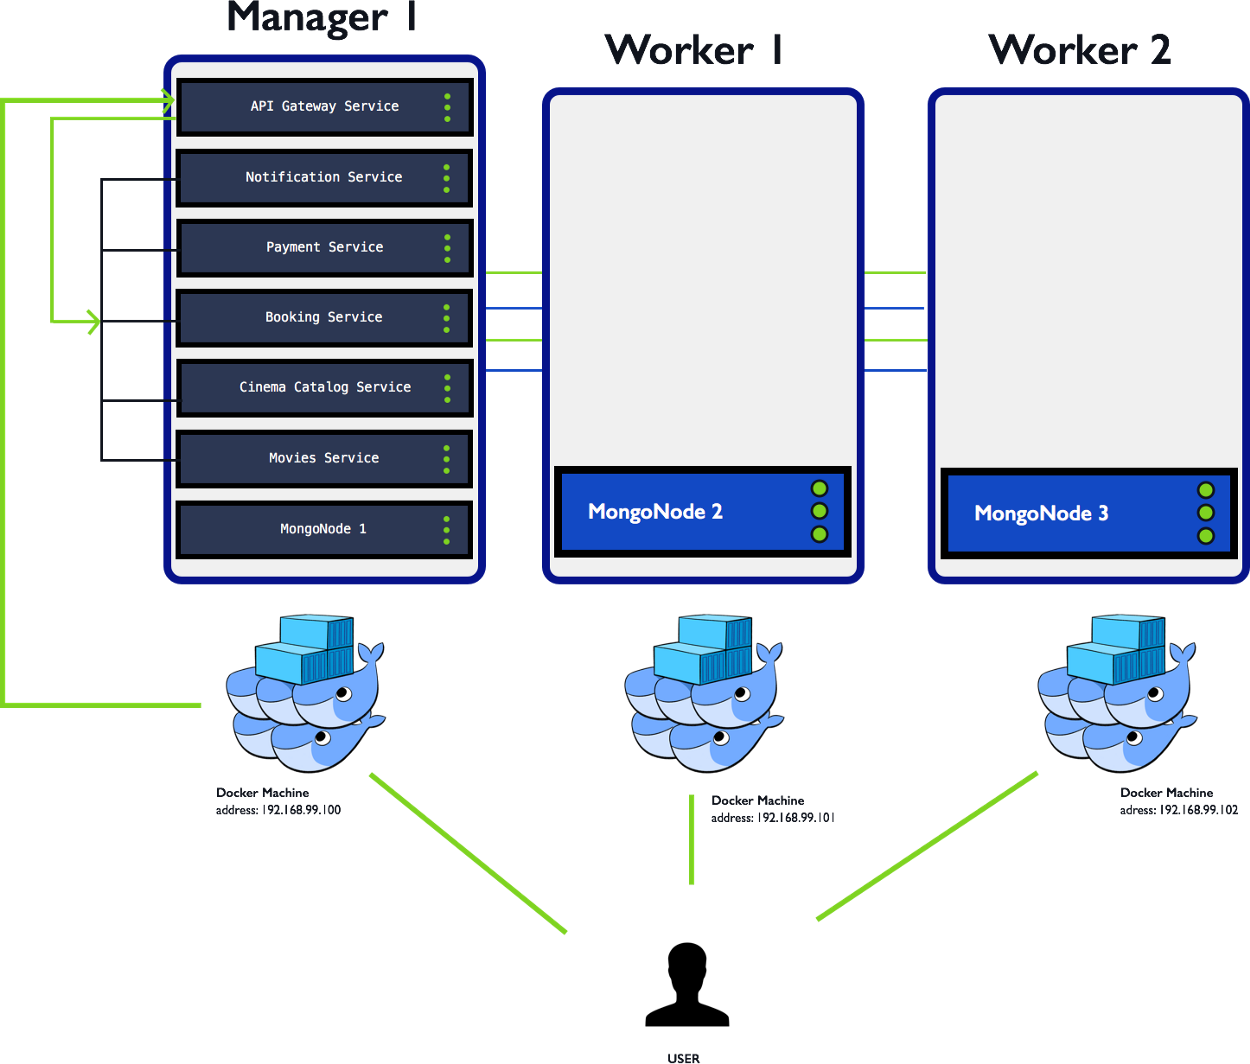 Manager 1
Worker 1
Worker 2
API Gateway Service
Notification Service
Payment Service
Booking Service
Cinema Catalog Service
Movies Service
MongoNode 1
MongoNode 2
MongoNode 3
Docker Machine
address: 192.168.99.100
Docker Machine
address: 192.168.99.101
Docker Machine
adress: 192.168.99.102
USER